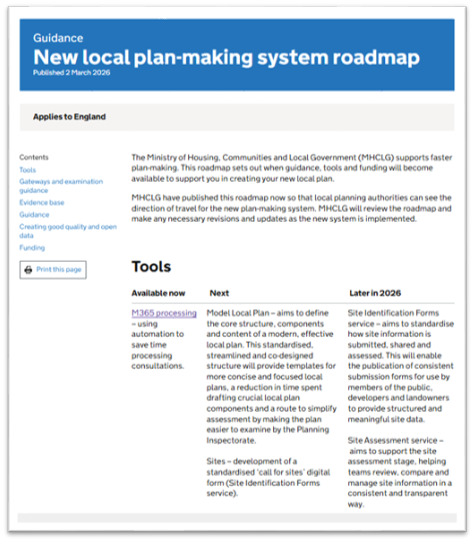 Guidance
New local plan-making system roadmap
Published 2 March 2026
Applies to England
Contents
Tools
Gateways and examination
guidance
Evidence base
Guidance
Creating good quality and open
data
Funding
Print this page
The Ministry of Housing, Communities and Local Government (MHCLG) supports faster
plan-making. This roadmap sets out when guidance, tools and funding will become
available to support you in creating your new local plan.
MHCLG have published this roadmap now so that local planning authorities can see the
direction of travel for the new plan-making system. MHCLG will review the roadmap and
make any necessary revisions and updates as the new system is implemented.
Tools
Available now
M365 processing
– using
automation to
save time
processing
consultations.
Next
Model Local Plan – aims to define
the core structure, components
and content of a modern, effective
local plan. This standardised,
streamlined and co-designed
structure will provide templates for
more concise and focused local
plans, a reduction in time spent
drafting crucial local plan
components and a route to simplify
assessment by making the plan
easier to examine by the Planning
Inspectorate.
Sites – development of a
standardised 'call for sites' digital
form (Site Identification Forms
service).
Later in 2026
Site Identification Forms
service – aims to standardise
how site information is
submitted, shared and
assessed. This will enable
the publication of consistent
submission forms for use by
members of the public,
developers and landowners
to provide structured and
meaningful site data.
Site Assessment service –
aims to support the site
assessment stage, helping
teams review, compare and
manage site information in a
consistent and transparent
way.